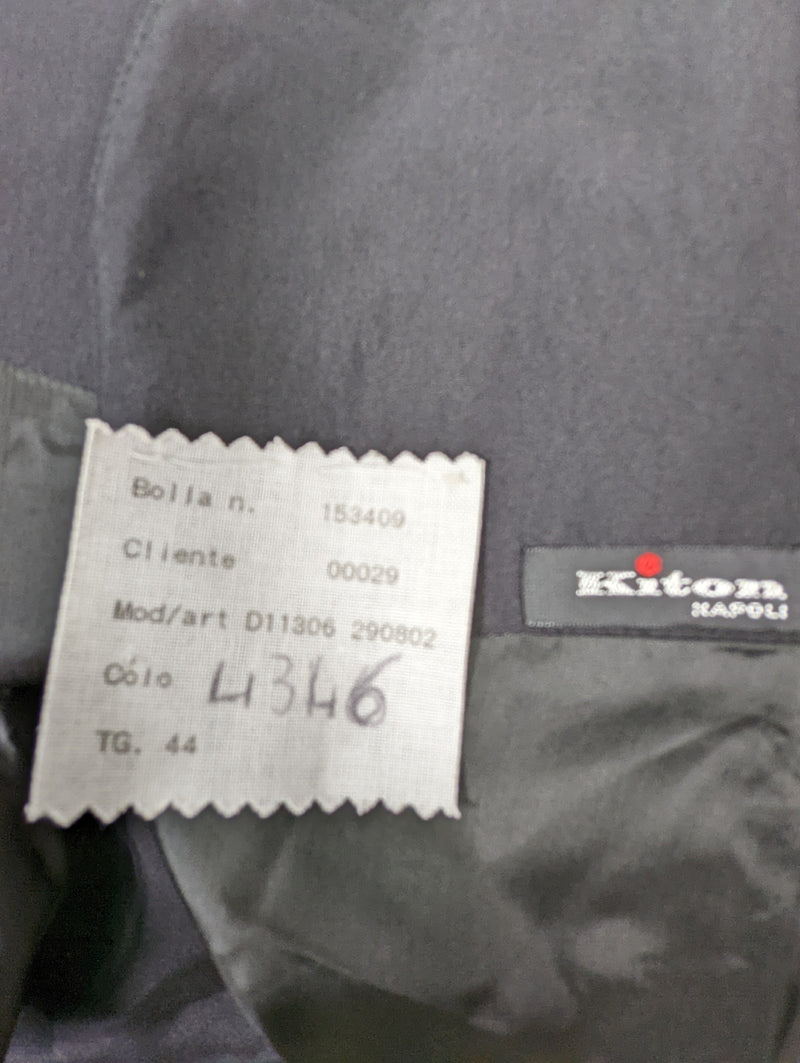 Bolla n. 153409
Cliente 00029
Mod/art D11306 290802
Cólo 4346
TG. 44
Kiton
NAPOLI